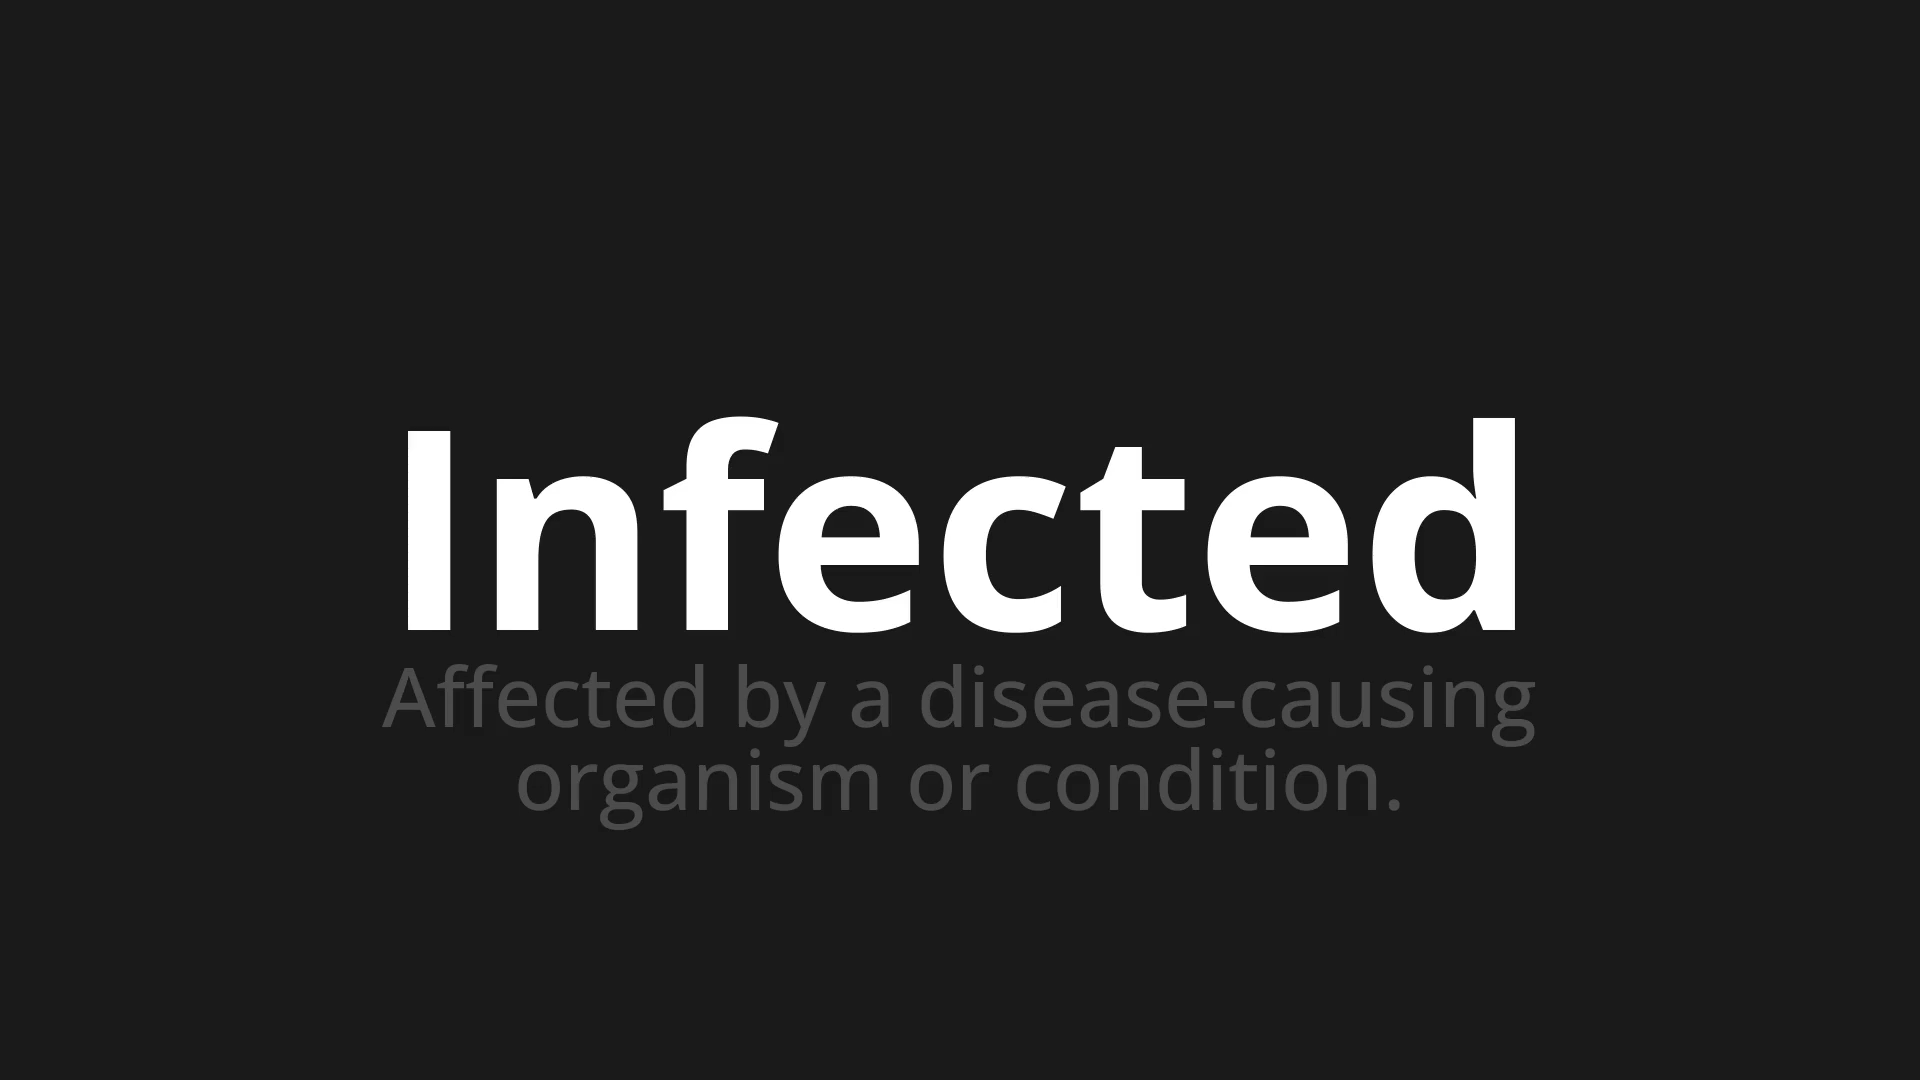 Infected
Affected by a disease-causing
organism or condition.